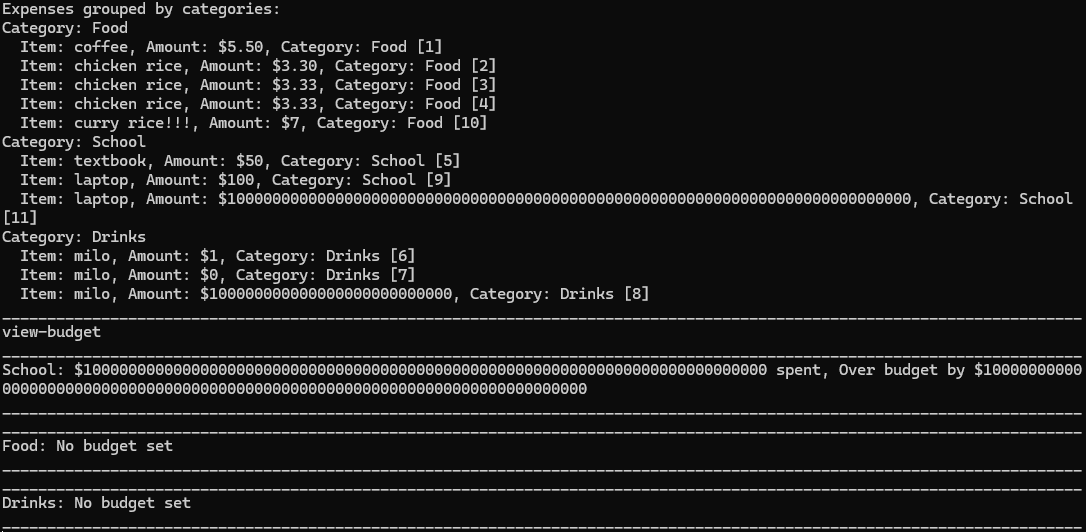 Expenses grouped by categories:
Category: Food
Item: coffee, Amount: $5.50, Category: Food [1]
Item: chicken rice, Amount: $3.30, Category: Food [2]
Item: chicken rice, Amount: $3.33, Category: Food [3]
Item: chicken rice, Amount: $3.33, Category: Food [4]
Item: curry rice!!!, Amount: $7, Category: Food [10]
Category: School
Item: textbook, Amount: $50, Category: School [5]
Item: laptop, Amount: $100, Category: School [9]
Item: laptop, Amount: $1000000000000000000000000000000000000000000000000000000000000000000000000000, Category: School
[11]
Category: Drinks
Item: milo, Amount: $1, Category: Drinks [6]
Item: milo, Amount: $0, Category: Drinks [7]
Item: milo, Amount: $100000000000000000000000000, Category: Drinks [8]
view-budget
School: $1000000000000000000000000000000000000000000000000000000000000000000000000000 spent, Over budget by $10000000000
00000000000000000000000000000000000000000000000000000000000000000
Food: No budget set
Drinks: No budget set